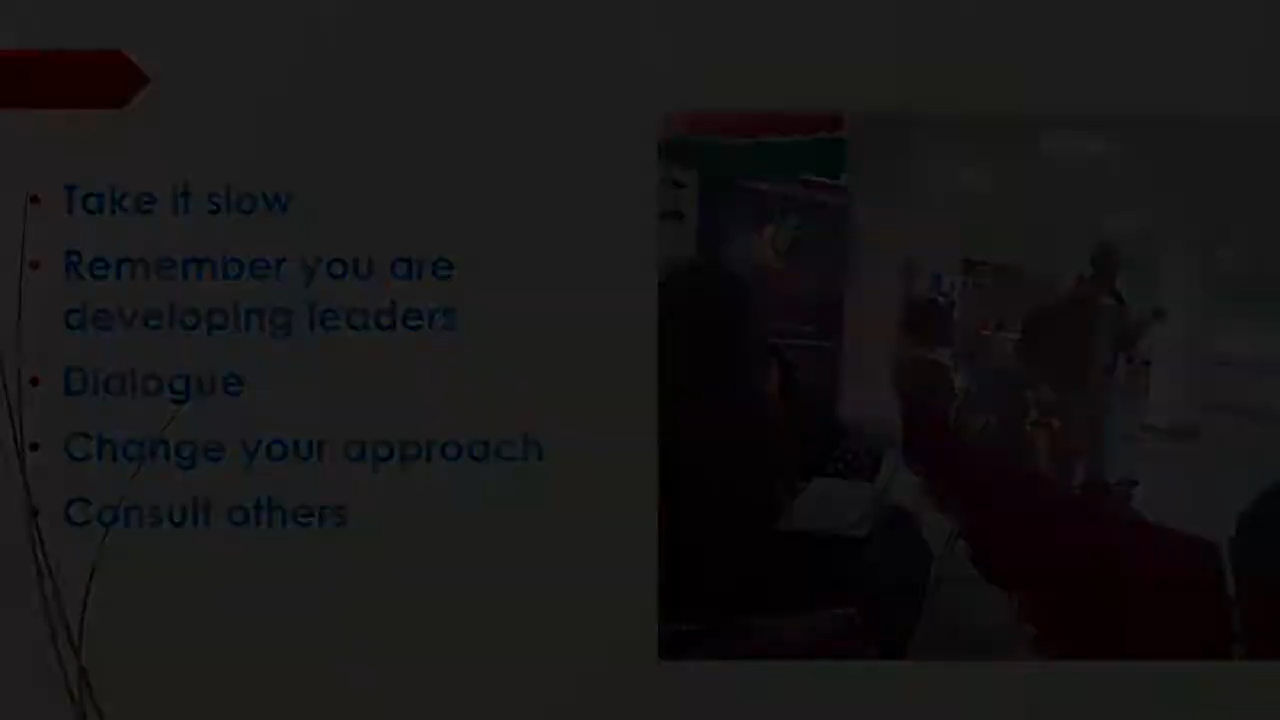 • Take it slow
• Remember you are
developing leaders
• Dialogue
• Change your approach
• Consult others